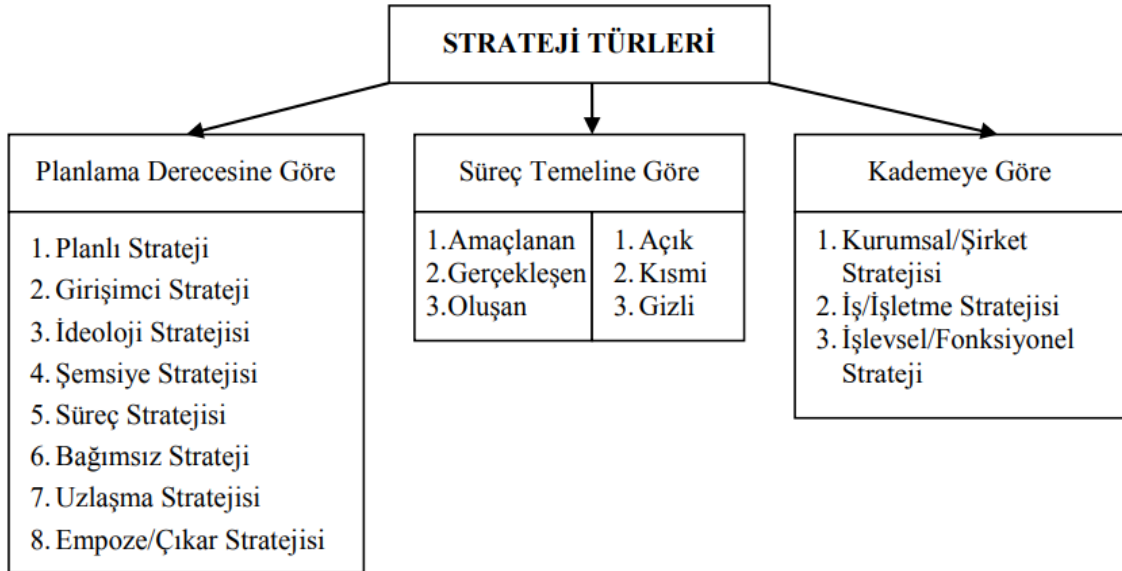 STRATEJİ TÜRLERİ
Planlama Derecesine Göre
1. Planlı Strateji
2. Girişimci Strateji
3. İdeoloji Stratejisi
4. Şemsiye Stratejisi
5. Süreç Stratejisi
6. Bağımsız Strateji
7. Uzlaşma Stratejisi
8. Empoze/Çıkar Stratejisi
Süreç Temeline Göre
1. Amaçlanan
2. Gerçekleşen
3. Oluşan
1. Açık
2. Kısmi
3. Gizli
Kademeye Göre
1. Kurumsal/Şirket
Stratejisi
2. İş/İşletme Stratejisi
3. İşlevsel/Fonksiyonel
Strateji